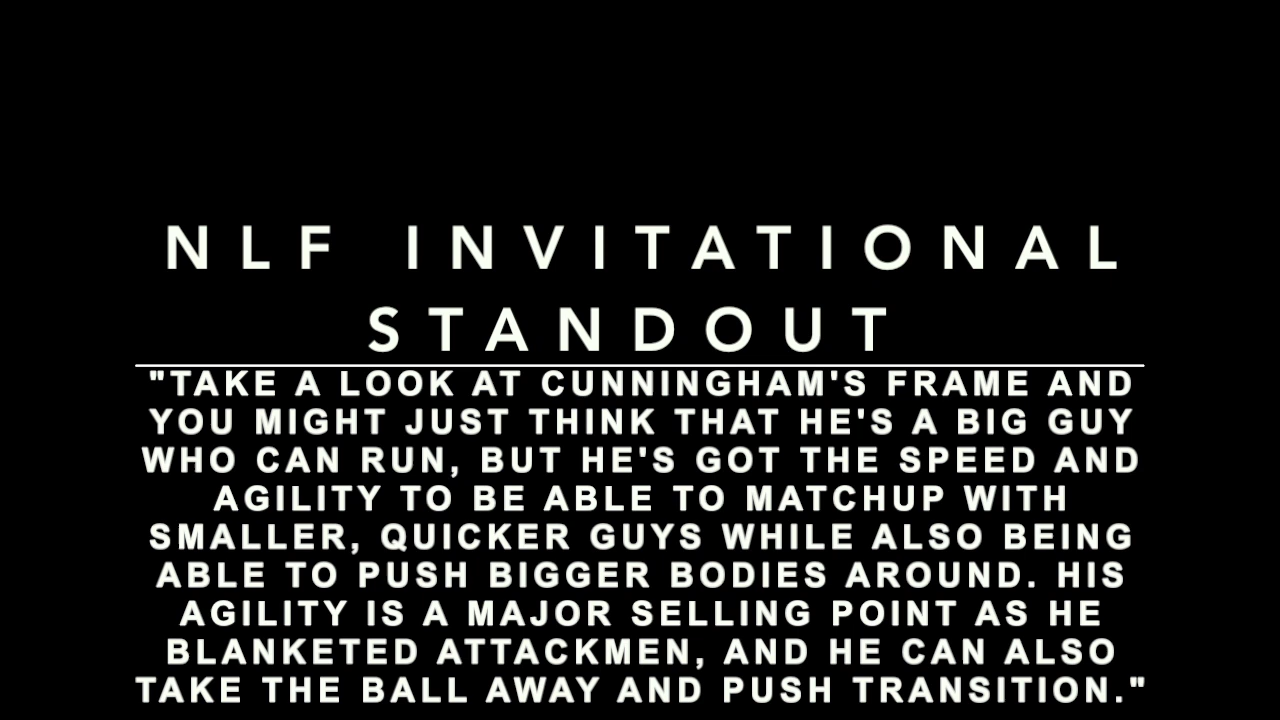 NLF INVITATIONAL
STANDOUT
"TAKE A LOOK AT CUNNINGHAM'S FRAME AND
YOU MIGHT JUST THINK THAT HE'S A BIG GUY
WHO CAN RUN, BUT HE'S GOT THE SPEED AND
AGILITY TO BE ABLE TO MATCHUP WITH
SMALLER, QUICKER GUYS WHILE ALSO BEING
ABLE TO PUSH BIGGER BODIES AROUND. HIS
AGILITY IS A MAJOR SELLING POINT AS HE
BLANKETED ATTACKMEN, AND HE CAN ALSO
TAKE THE BALL AWAY AND PUSH TRANSITION."